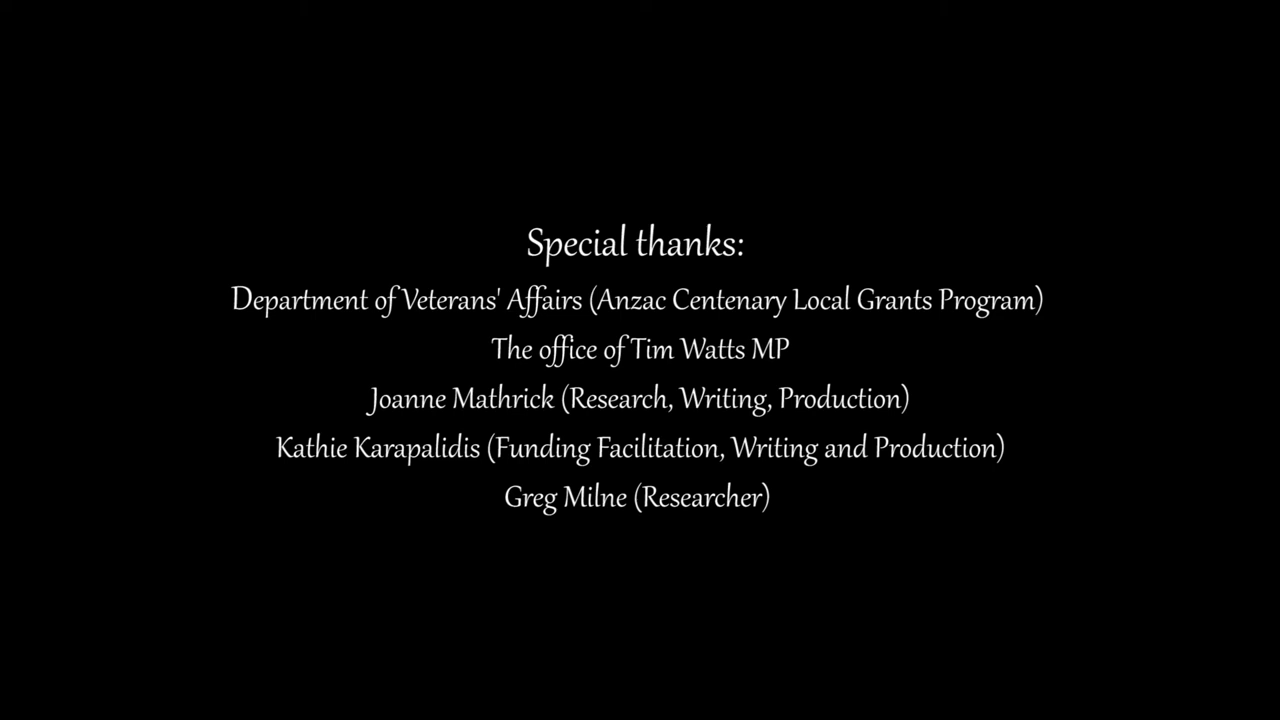 Special thanks:
Department of Veterans' Affairs (Anzac Centenary Local Grants Program)
The office of Tim Watts MP
Joanne Mathrick (Research, Writing, Production)
Kathie Karapalidis (Funding Facilitation, Writing and Production)
Greg Milne (Researcher)